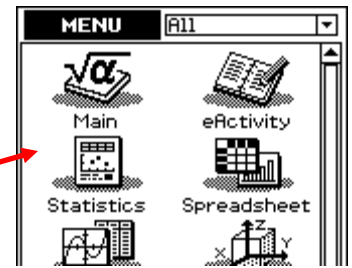 MENU All
√α
Main eActivity
Statistics Spreadsheet
Z
X Y